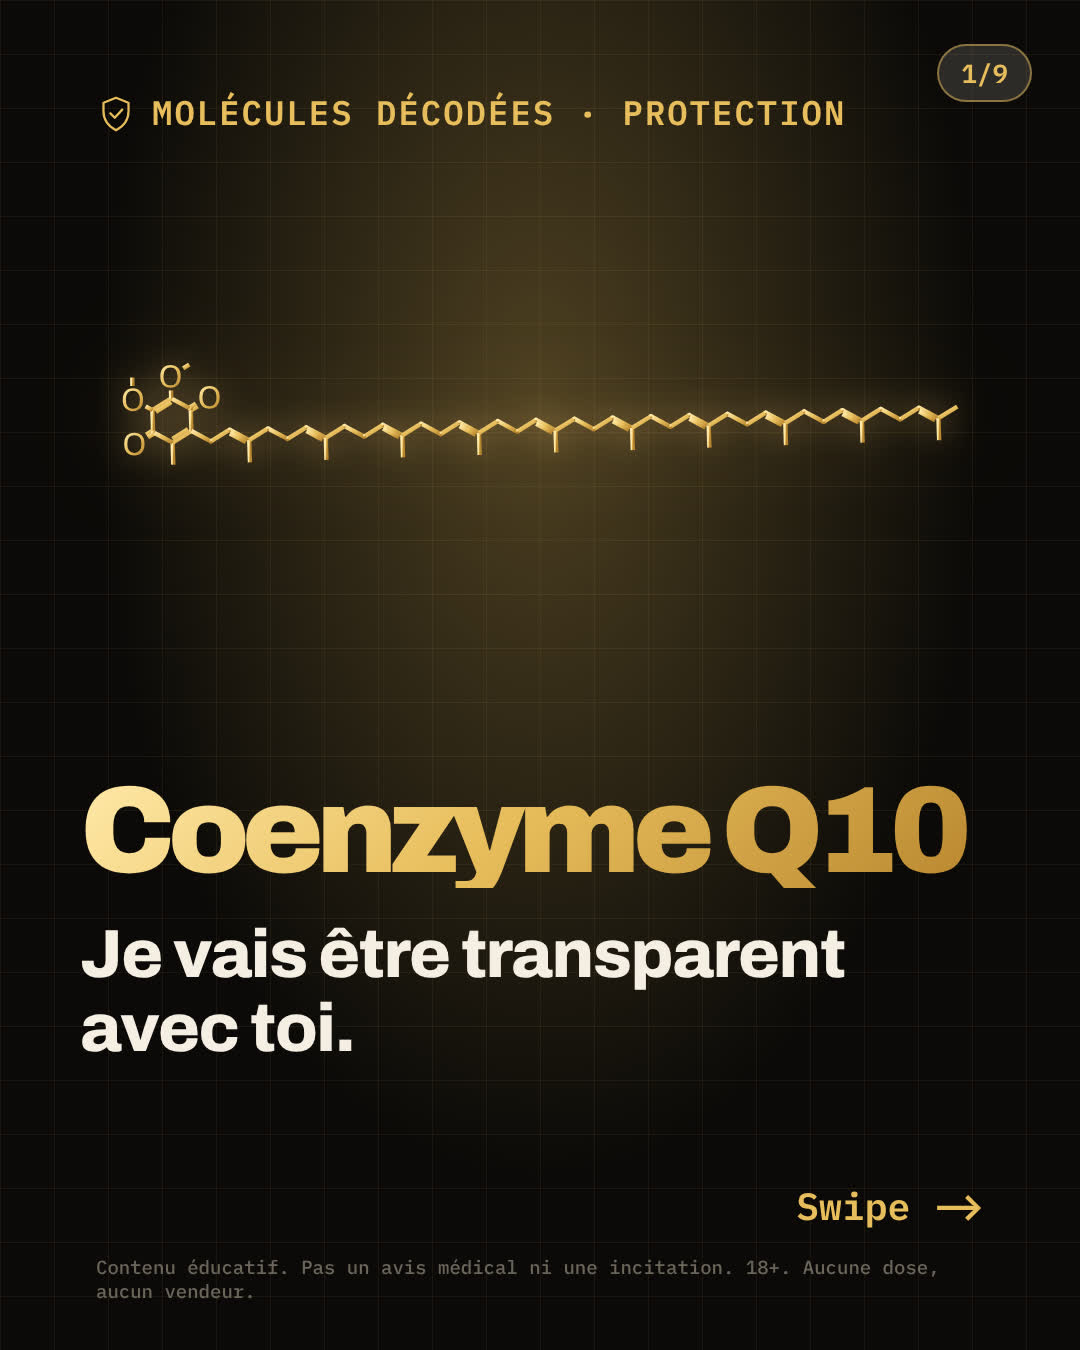 MOLÉCULES DÉCODÉES · PROTECTION
1/9
O
O
O
O
Coenzyme Q10
Je vais être transparent
avec toi.
Swipe →
Contenu éducatif. Pas un avis médical ni une incitation. 18+. Aucune dose,
aucun vendeur.